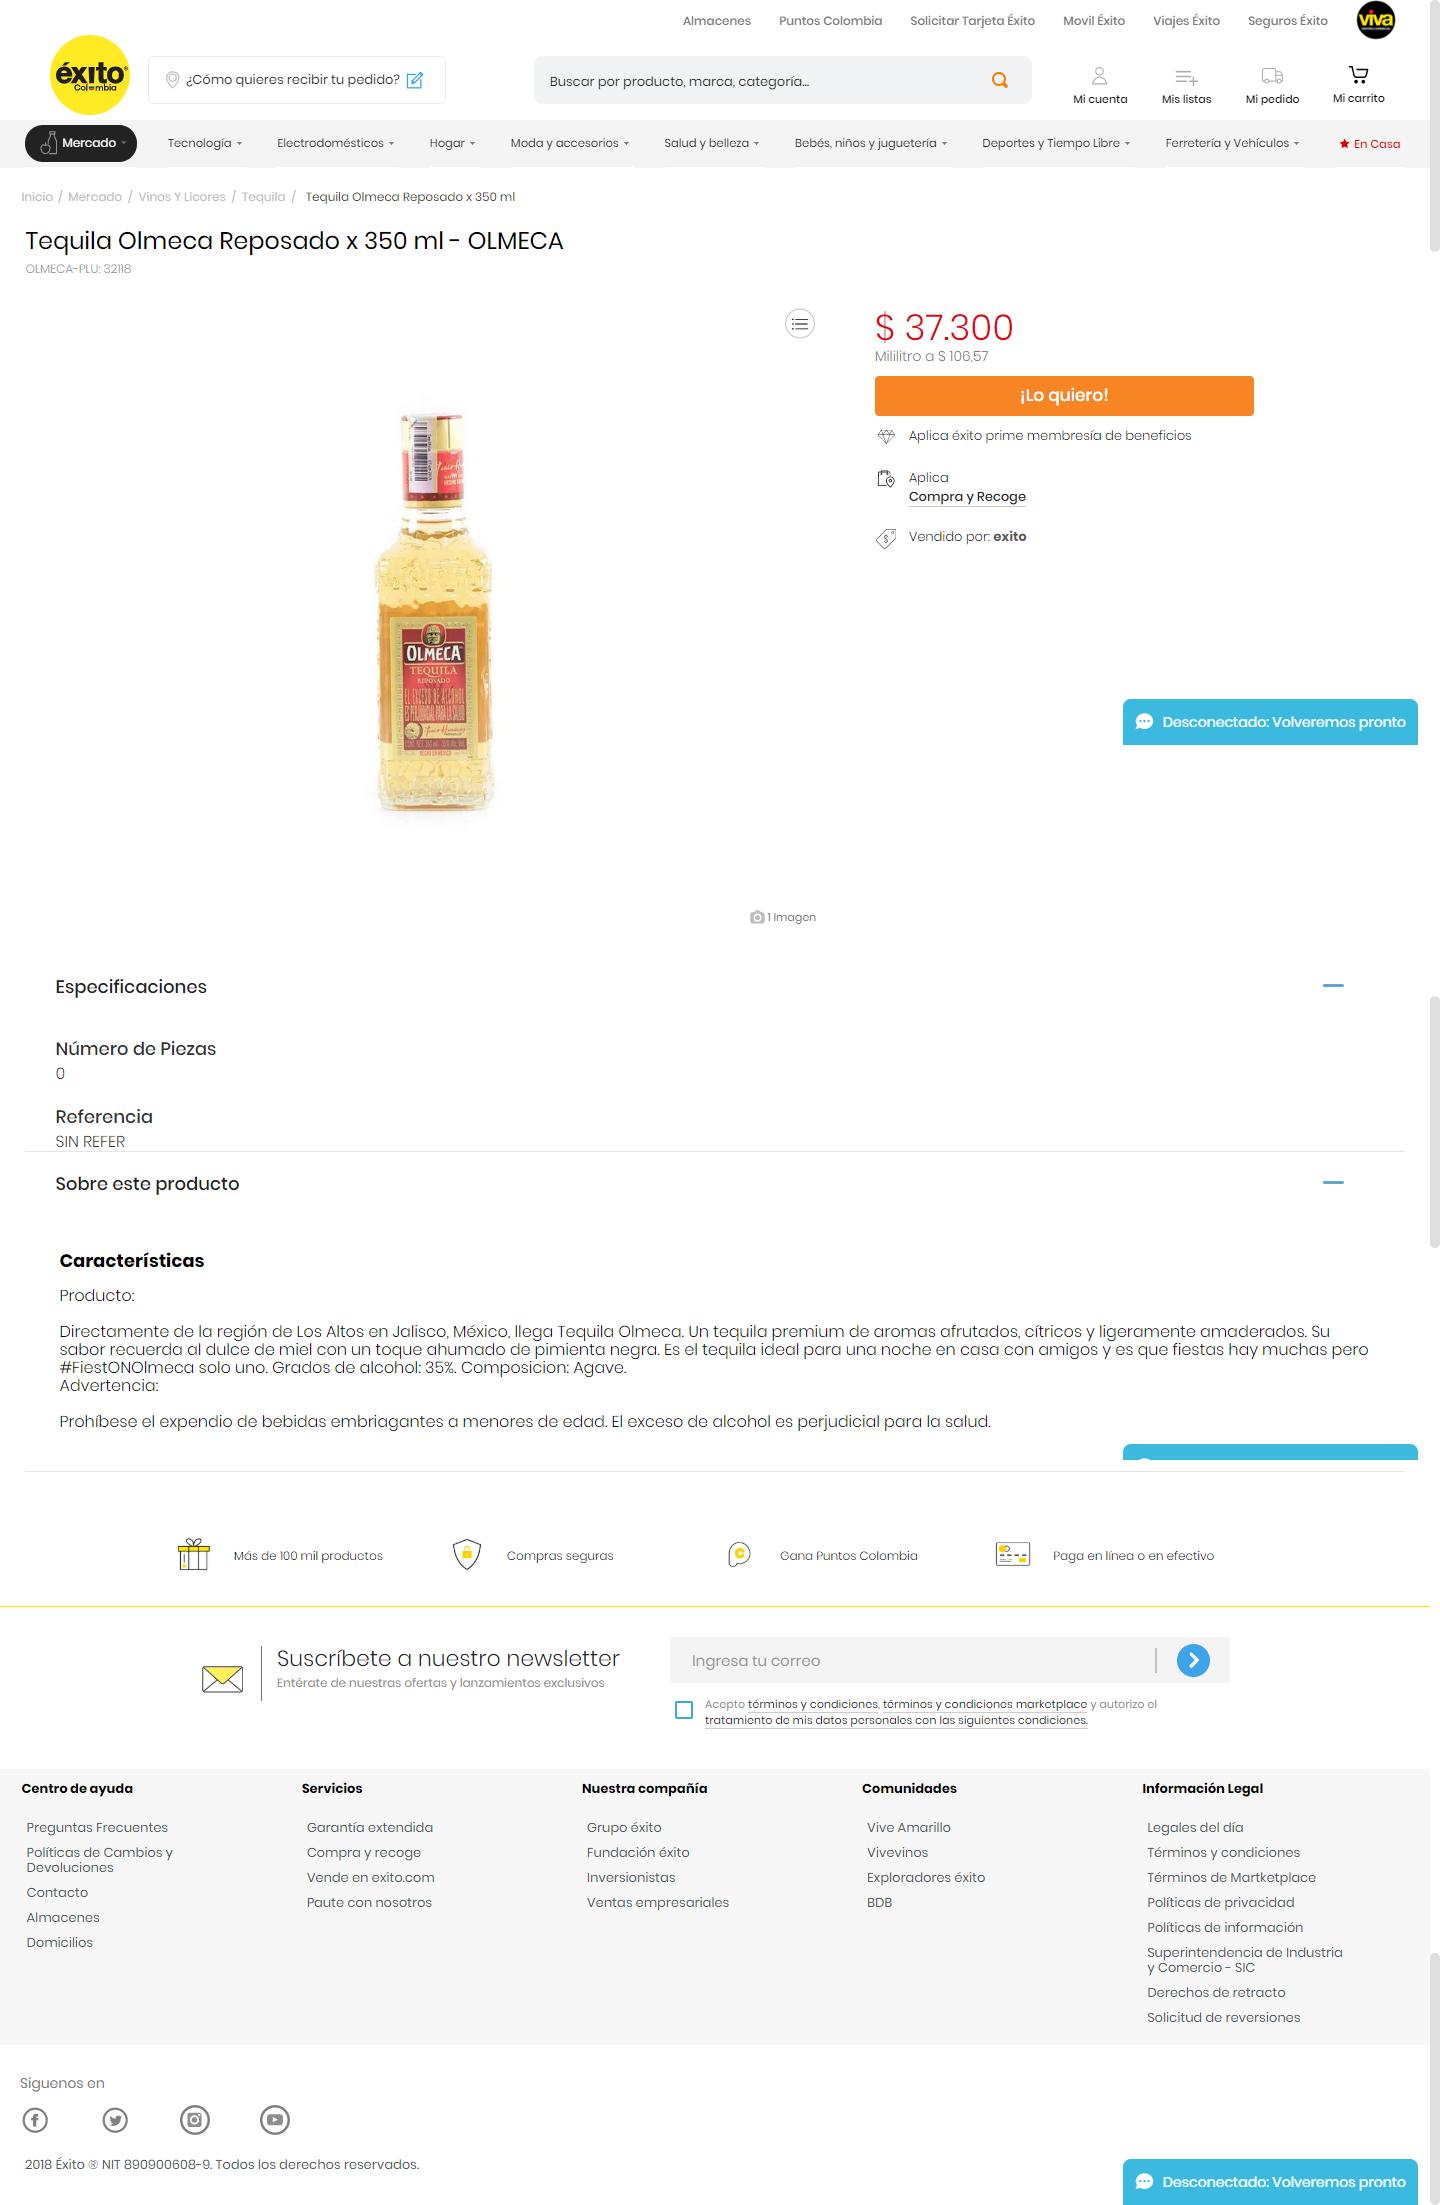 Almacenes Puntos Colombia Solicitar Tarjeta Éxito Movil Éxito Viajes Éxito Seguros Éxito viva
éxito
Colombia
¿Cómo quieres recibir tu pedido?
Buscar por producto, marca, categoría...
Mi cuenta Mis listas Mi pedido Mi carrito
Mercado Tecnología Electrodomésticos Hogar Moda y accesorios Salud y belleza Bebés, niños y juguetería Deportes y Tiempo Libre Ferretería y Vehículos En Casa
Inicio / Mercado / Vinos Y Licores / Tequila / Tequila Olmeca Reposado x 350 ml
Tequila Olmeca Reposado x 350 ml - OLMECA
OLMECA-PLU: 32118
$ 37.300
Mililitro a $ 106,57
¡Lo quiero!
Aplica éxito prime membresía de beneficios
Aplica
Compra y Recoge
Vendido por: exito
OLMECA
TEQUILA
REPOSADO
EL EXCESO DE ALCOHOL
ES PERJUDICIAL PARA LA SALUD
Desconectado: Volveremos pronto
1 Imagen
Especificaciones
Número de Piezas
0
Referencia
SIN REFER
Sobre este producto
Características
Producto:
Directamente de la región de Los Altos en Jalisco, México, llega Tequila Olmeca. Un tequila premium de aromas afrutados, cítricos y ligeramente amaderados. Su
sabor recuerda al dulce de miel con un toque ahumado de pimienta negra. Es el tequila ideal para una noche en casa con amigos y es que fiestas hay muchas pero
#FiestONOlmeca solo uno. Grados de alcohol: 35%. Composicion: Agave.
Advertencia:
Prohíbese el expendio de bebidas embriagantes a menores de edad. El exceso de alcohol es perjudicial para la salud.
Más de 100 mil productos Compras seguras Gana Puntos Colombia Paga en línea o en efectivo
Suscríbete a nuestro newsletter
Entérate de nuestras ofertas y lanzamientos exclusivos
Ingresa tu correo
Acepto términos y condiciones, términos y condiciones marketplace y autorizo el
tratamiento de mis datos personales con las siguientes condiciones.
Centro de ayuda
Preguntas Frecuentes
Políticas de Cambios y
Devoluciones
Contacto
Almacenes
Domicilios
Servicios
Garantía extendida
Compra y recoge
Vende en exito.com
Paute con nosotros
Nuestra compañía
Grupo éxito
Fundación éxito
Inversionistas
Ventas empresariales
Comunidades
Vive Amarillo
Vivevinos
Exploradores éxito
BDB
Información Legal
Legales del día
Términos y condiciones
Términos de Martketplace
Políticas de privacidad
Políticas de información
Superintendencia de Industria
y Comercio - SIC
Derechos de retracto
Solicitud de reversiones
Siguenos en
2018 Éxito ® NIT 890900608-9. Todos los derechos reservados.
Desconectado: Volveremos pronto